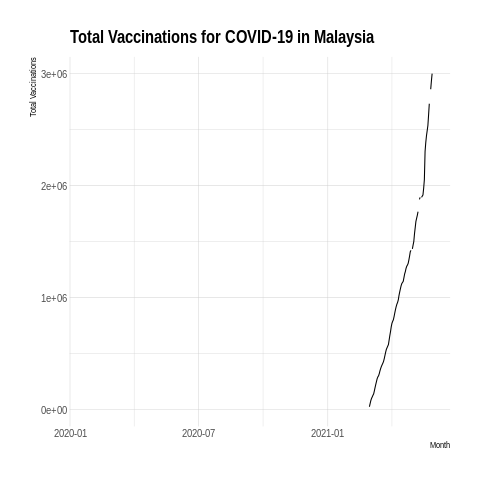 Total Vaccinations for COVID-19 in Malaysia
Total Vaccinations
3e+06
2e+06
1e+06
0e+00
2020-01
2020-07
2021-01
Month